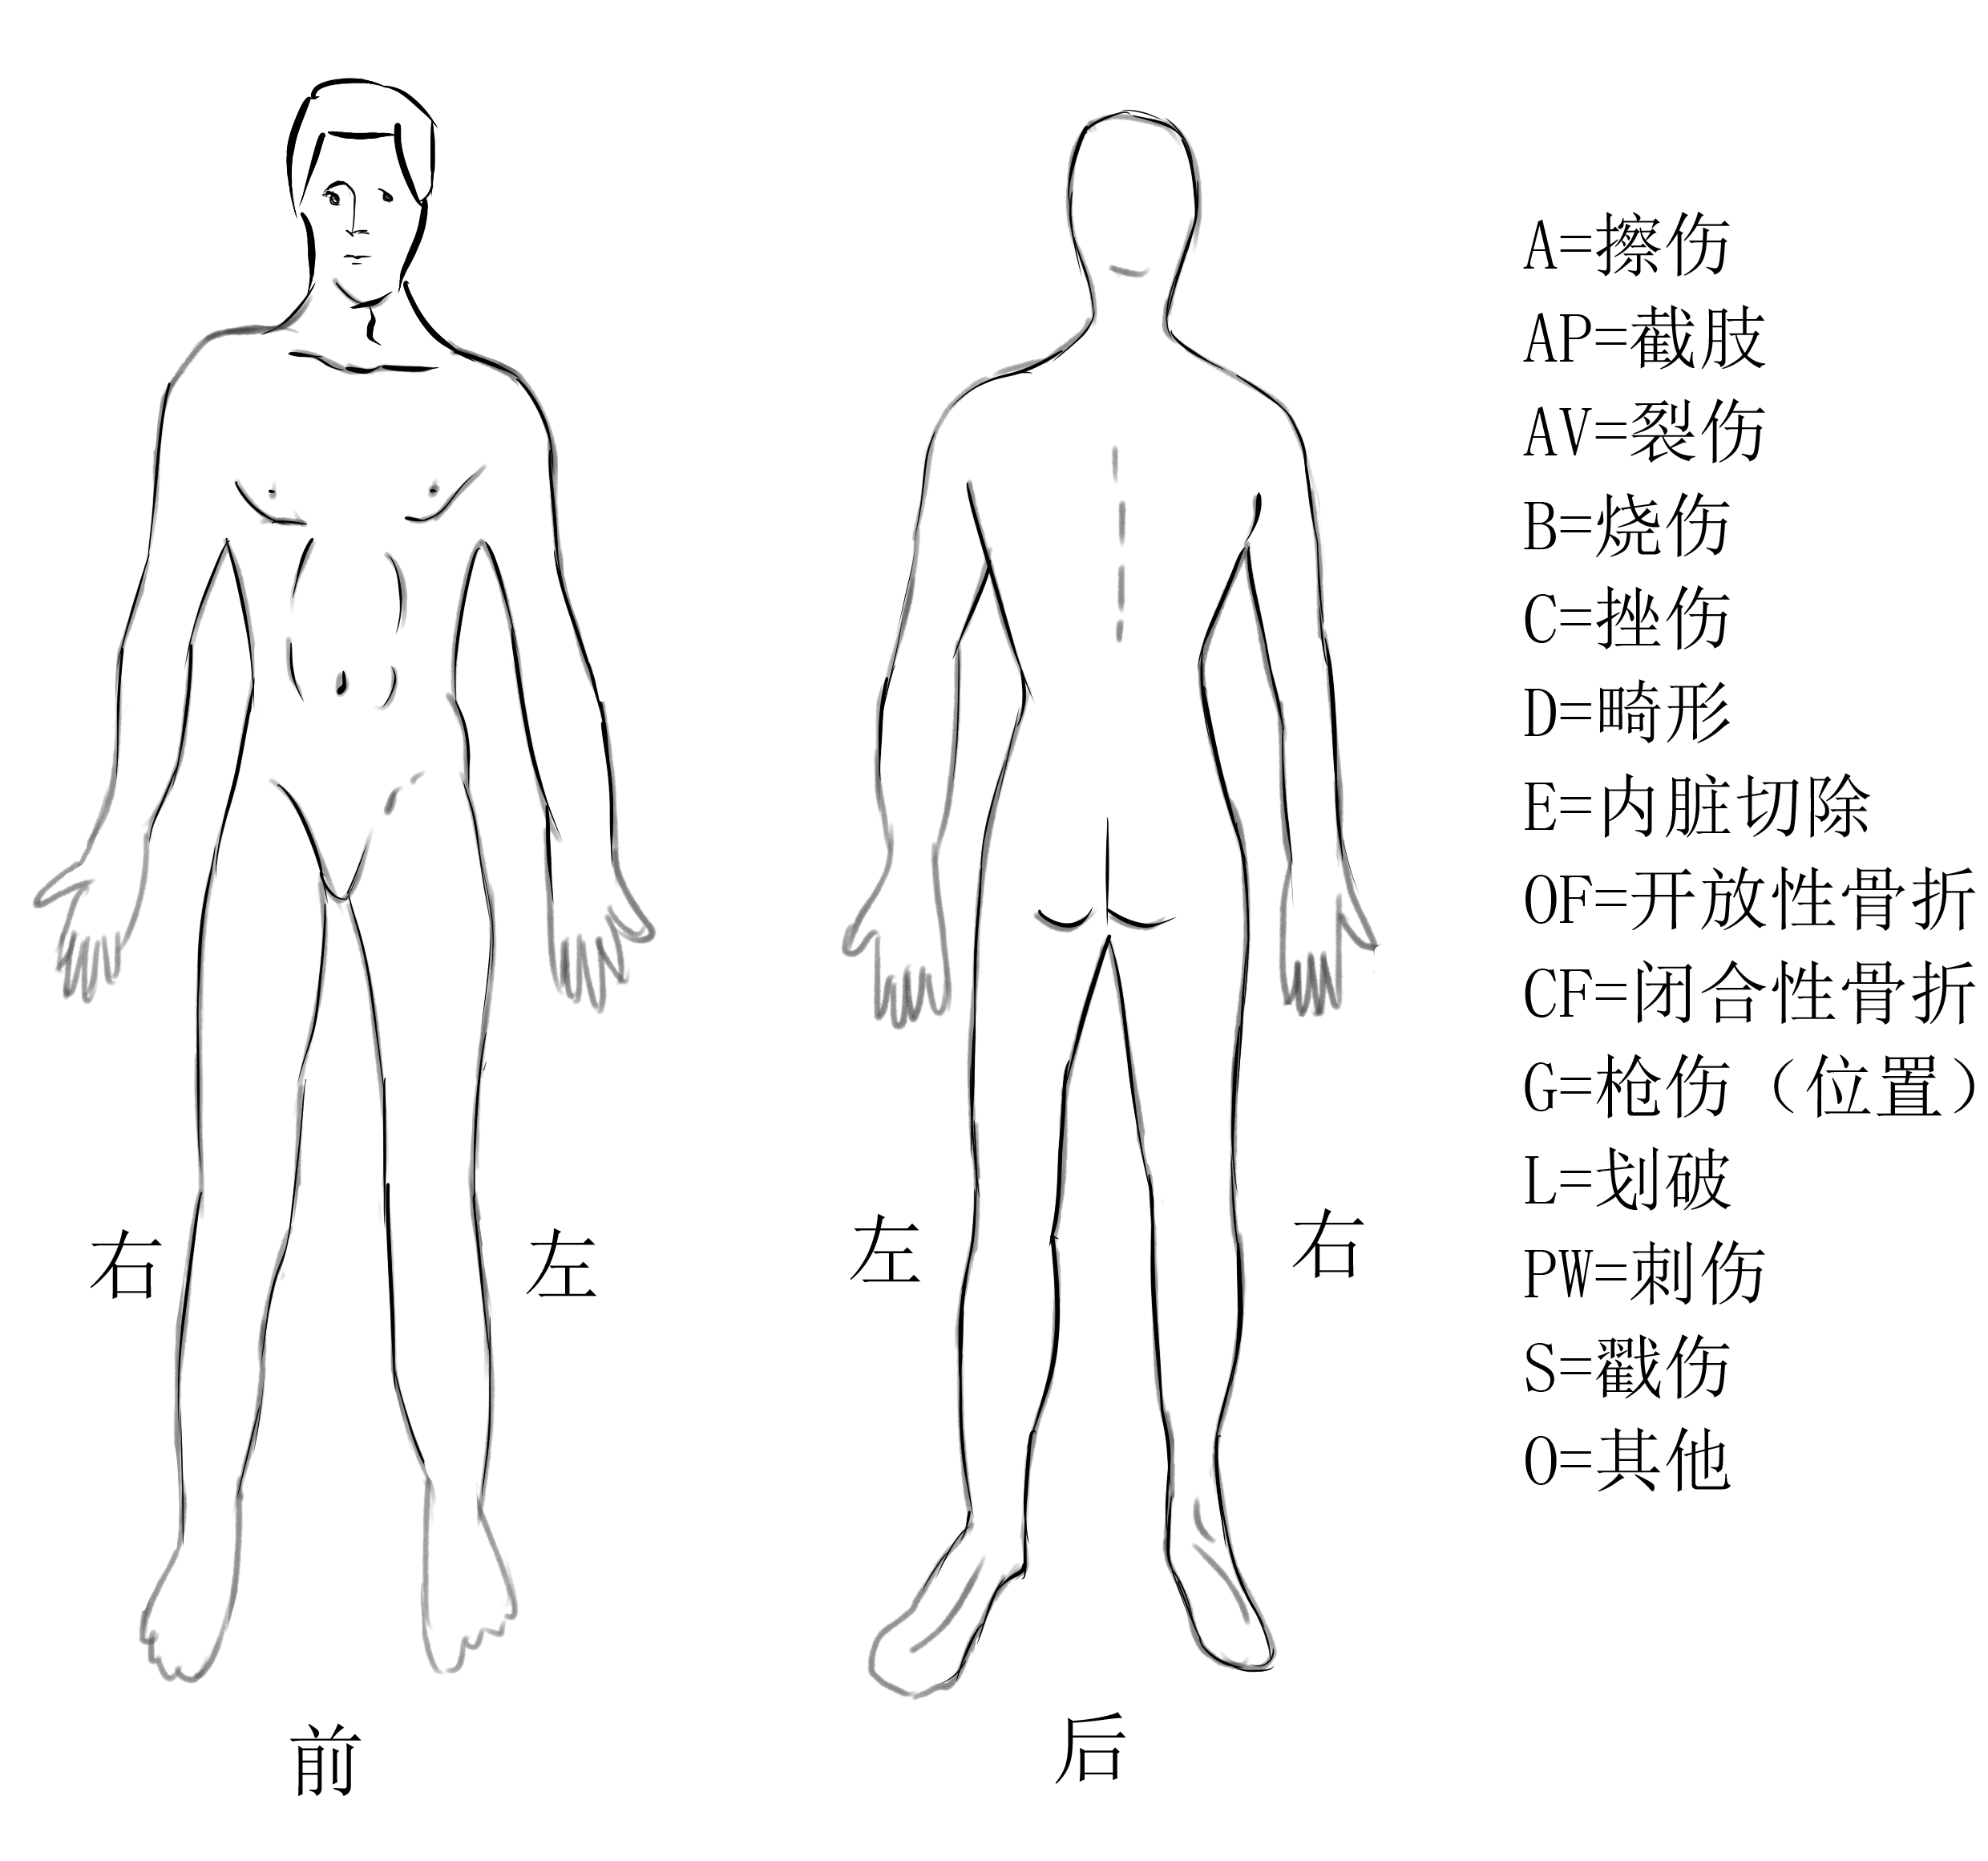 A=擦伤
AP=截肢
AV=裂伤
B=烧伤
C=挫伤
D=畸形
E=内脏切除
OF=开放性骨折
CF=闭合性骨折
G=枪伤（位置）
L=划破
PW=刺伤
S=戳伤
O=其他
右
左
左
右
前
后